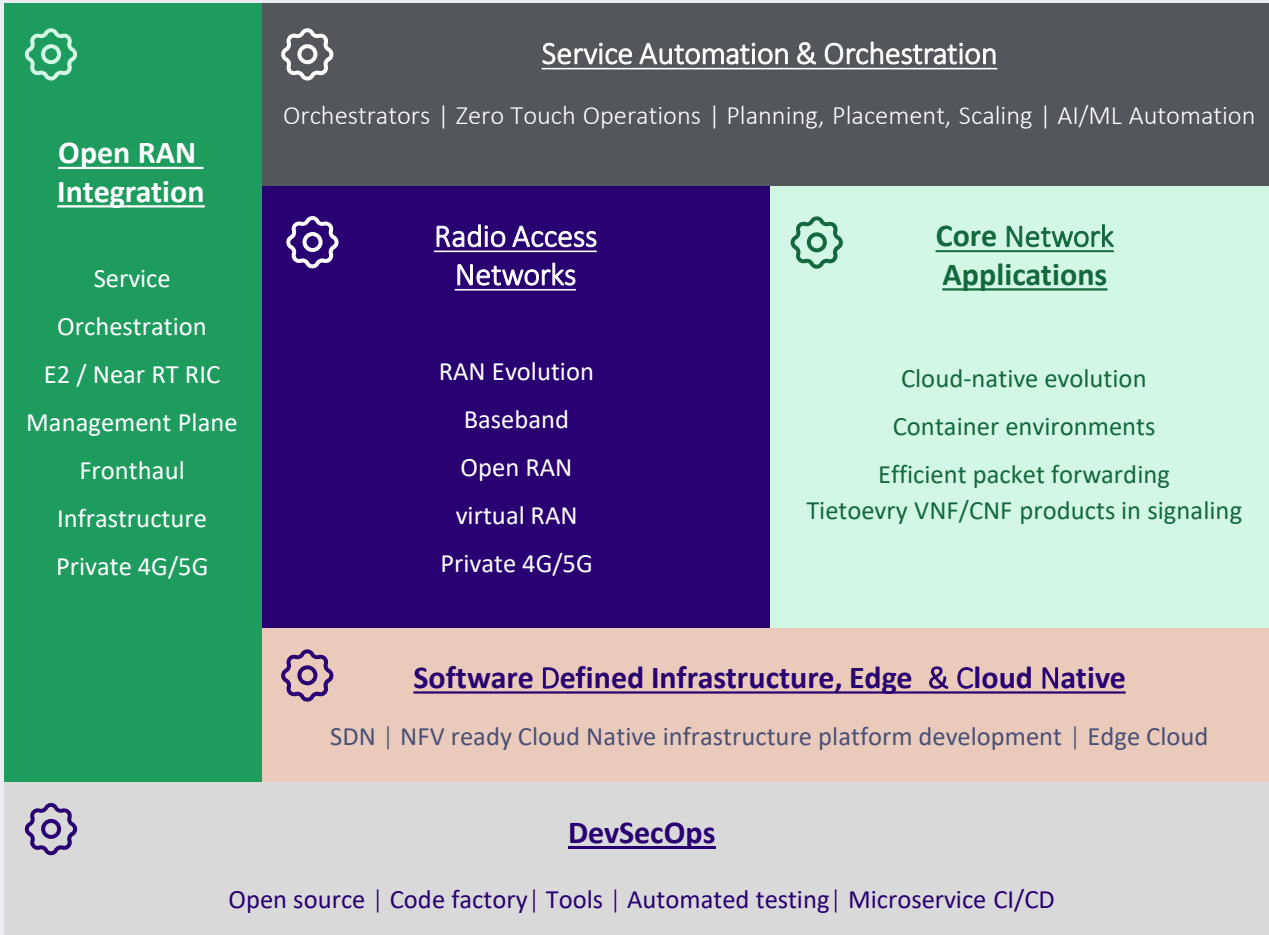 Open RAN
Integration
Service
Orchestration
E2 / Near RT RIC
Management Plane
Fronthaul
Infrastructure
Private 4G/5G
Service Automation & Orchestration
Orchestrators | Zero Touch Operations | Planning, Placement, Scaling | AI/ML Automation
Radio Access
Networks
RAN Evolution
Baseband
Open RAN
virtual RAN
Private 4G/5G
Core Network
Applications
Cloud-native evolution
Container environments
Efficient packet forwarding
Tietoevry VNF/CNF products in signaling
Software Defined Infrastructure, Edge & Cloud Native
SDN | NFV ready Cloud Native infrastructure platform development | Edge Cloud
DevSecOps
Open source | Code factory| Tools | Automated testing| Microservice CI/CD